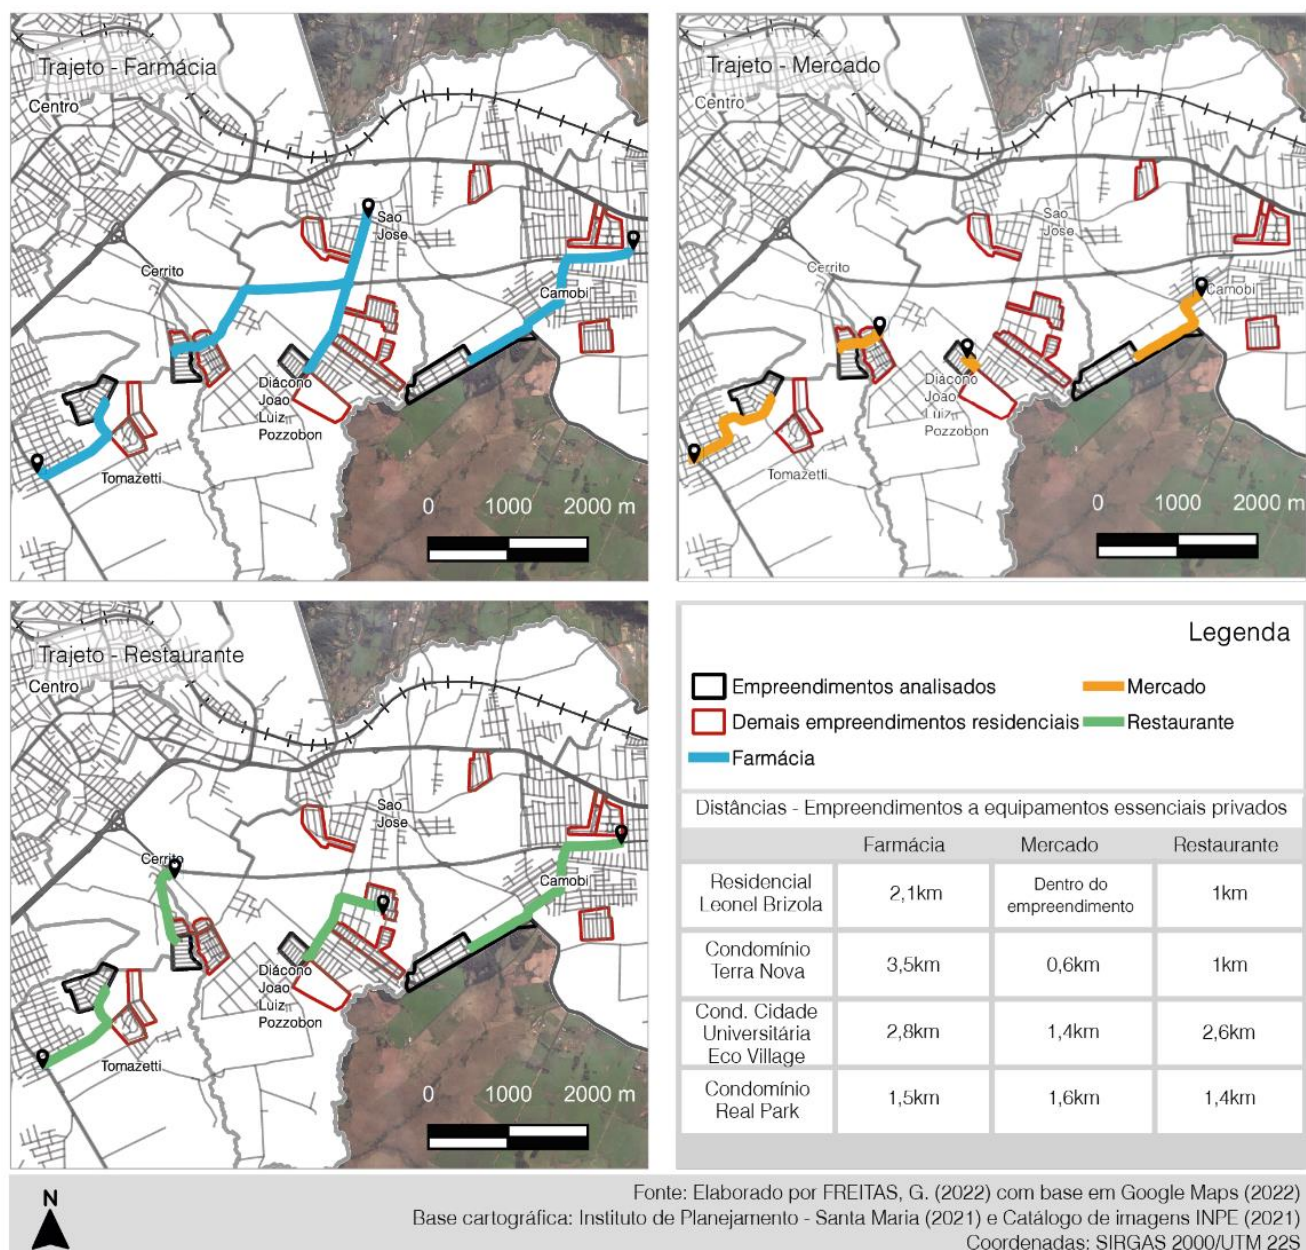 Trajeto - Farmácia
Centro
Sao
Jose
Cerrito
Camobi
Diácono
Joao
Luiz
Pozzobon
Tomazetti
0 1000 2000 m
Trajeto - Mercado
Centro
Sao
Jose
Cerrito
Camobi
Diácono
Joao
Luiz
Pozzobon
Tomazetti
0 1000 2000 m
Trajeto - Restaurante
Centro
Sao
Jose
Cerrito
Camobi
Diácono
Joao
Luiz
Pozzobon
Tomazetti
0 1000 2000 m
Legenda
Empreendimentos analisados
Mercado
Demais empreendimentos residenciais
Restaurante
Farmácia
Distâncias - Empreendimentos a equipamentos essenciais privados
Farmácia Mercado Restaurante
Residencial
Leonel Brizola
2,1km
Dentro do
empreendimento
1km
Condomínio
Terra Nova
3,5km 0,6km 1km
Cond. Cidade
Universitária
Eco Village
2,8km 1,4km 2,6km
Condomínio
Real Park
1,5km 1,6km 1,4km
N
Fonte: Elaborado por FREITAS, G. (2022) com base em Google Maps (2022)
Base cartográfica: Instituto de Planejamento - Santa Maria (2021) e Catálogo de imagens INPE (2021)
Coordenadas: SIRGAS 2000/UTM 22S